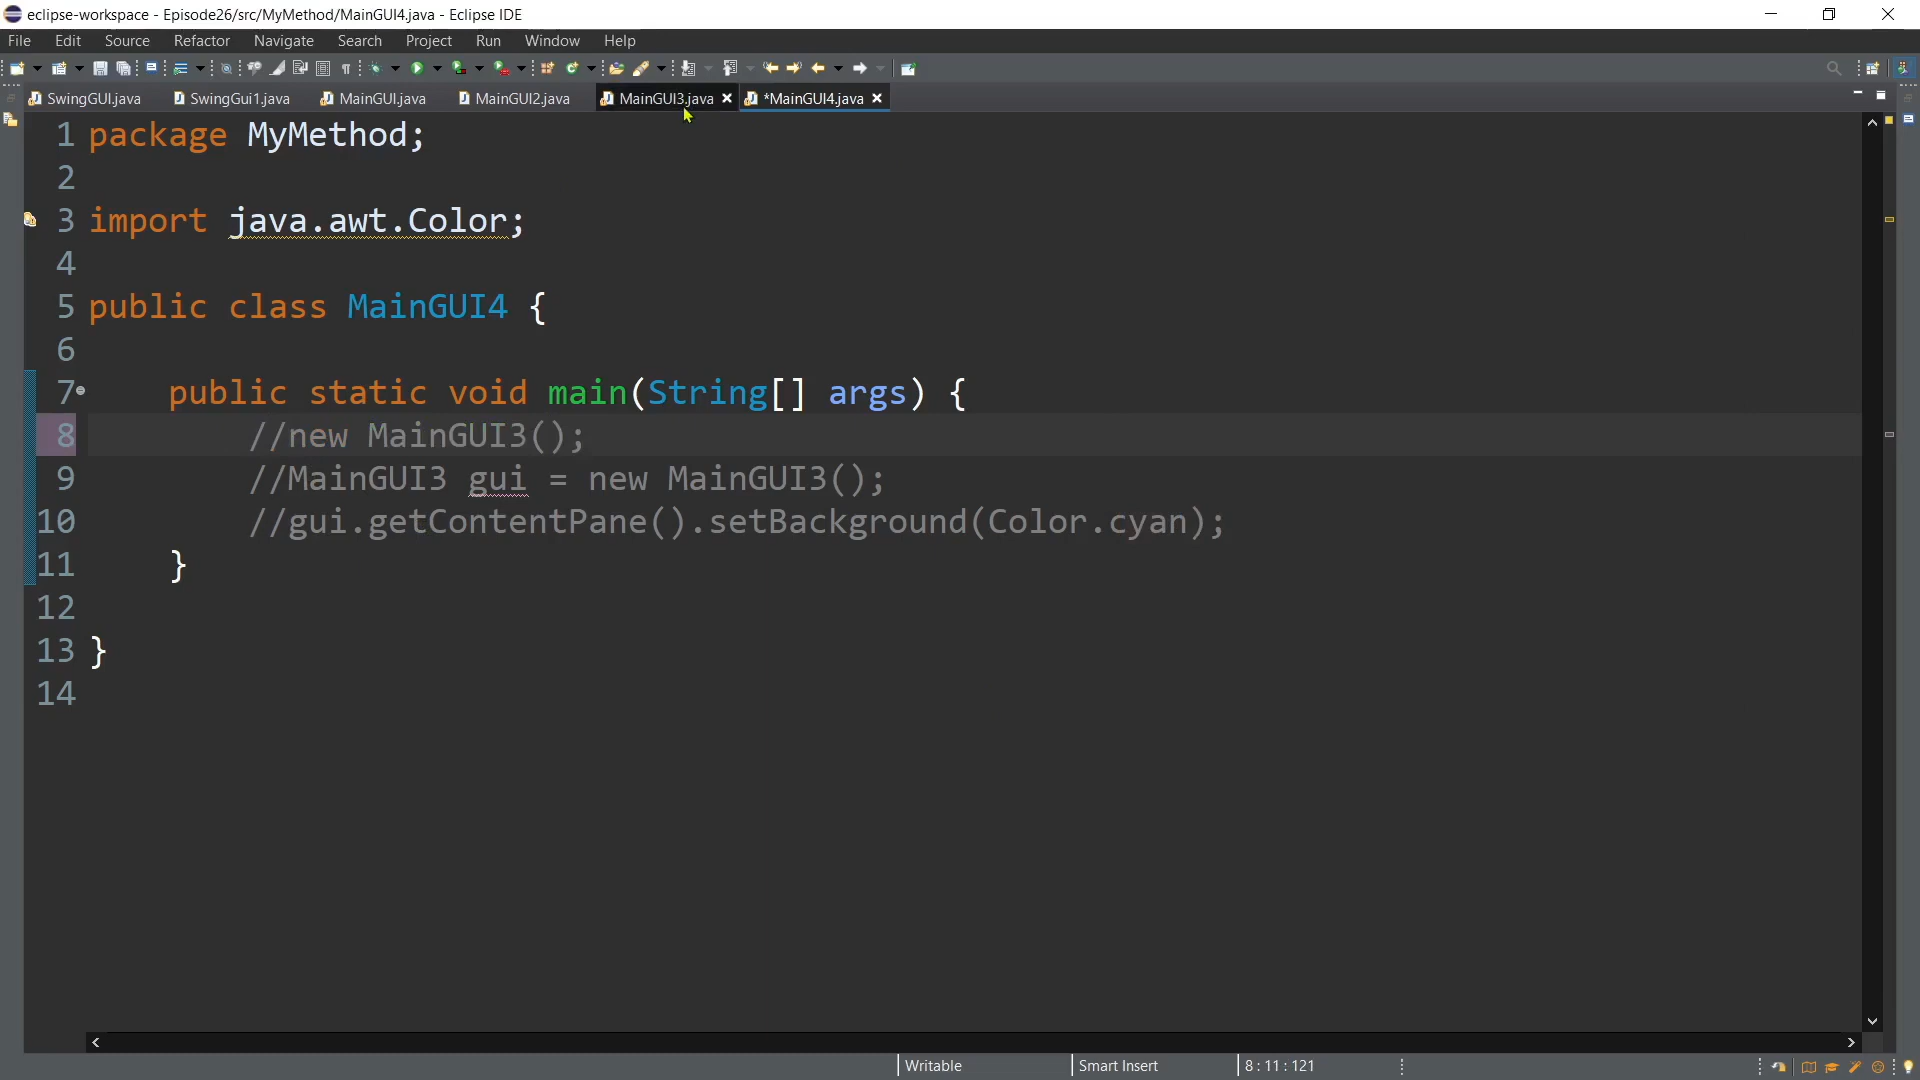 eclipse-workspace - Episode26/src/MyMethod/MainGUI4.java - Eclipse IDE
File Edit Source Refactor Navigate Search Project Run Window Help
SwingGUI.java SwingGui1.java MainGUI.java MainGUI2.java MainGUI3.java *MainGUI4.java
1 package MyMethod;
2
3 import java.awt.Color;
4
5 public class MainGUI4 {
6
7 public static void main(String[] args) {
8 //new MainGUI3();
9 //MainGUI3 gui = new MainGUI3();
10 //gui.getContentPane().setBackground(Color.cyan);
11 }
12
13 }
14
Writable Smart Insert 8 : 11 : 121